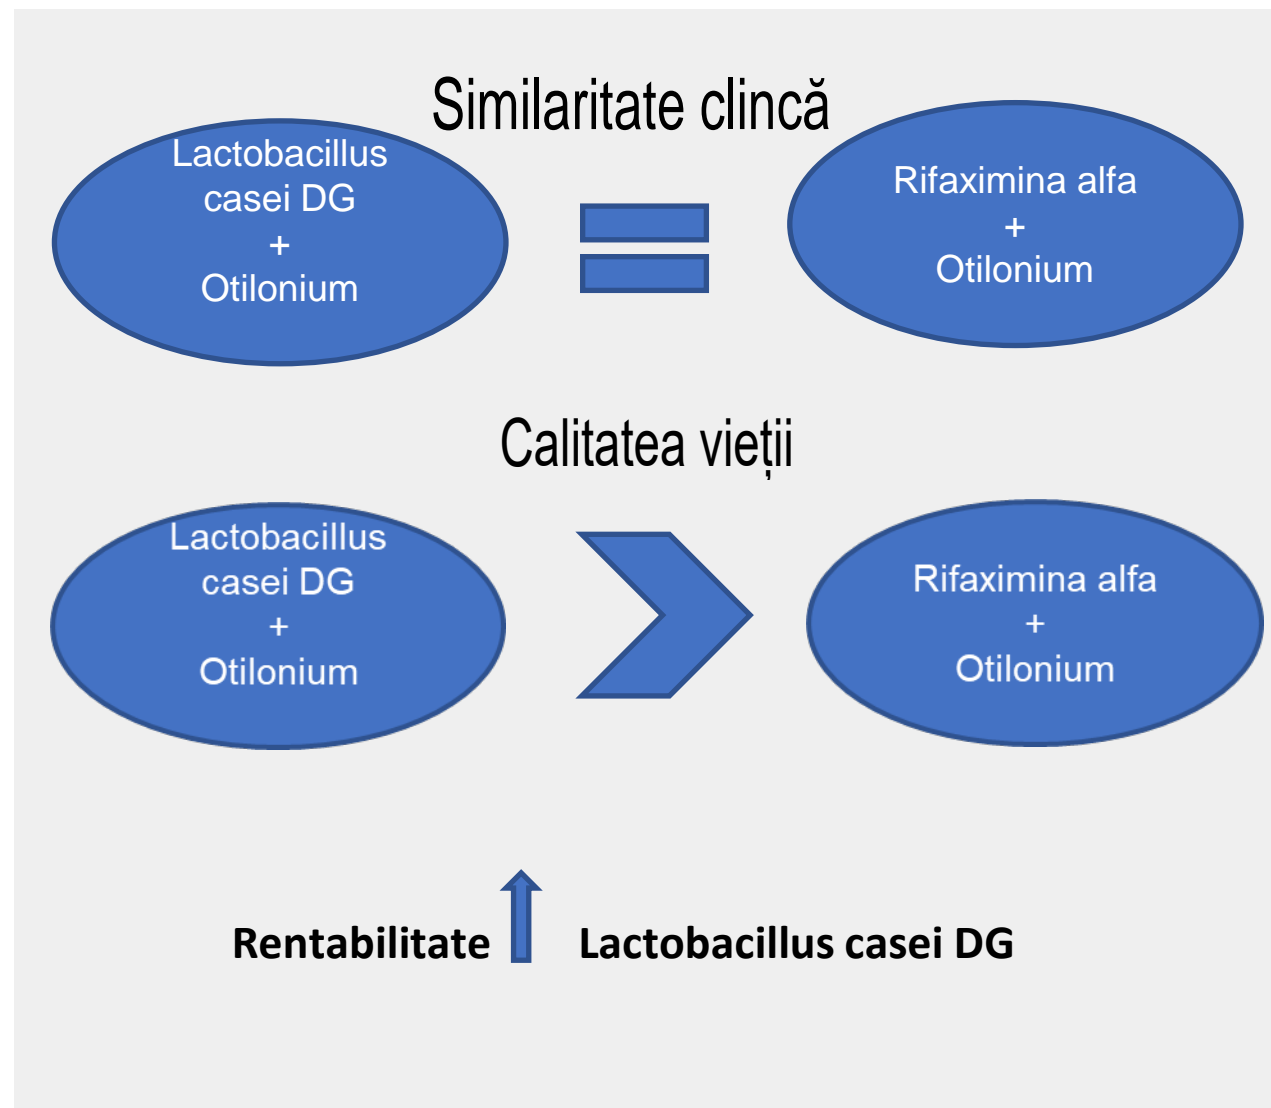 Similaritate clincă
Lactobacillus
casei DG
+
Otilonium
Rifaximina alfa
+
Otilonium
Calitatea vieții
Lactobacillus
casei DG
+
Otilonium
Rifaximina alfa
+
Otilonium
Rentabilitate Lactobacillus casei DG